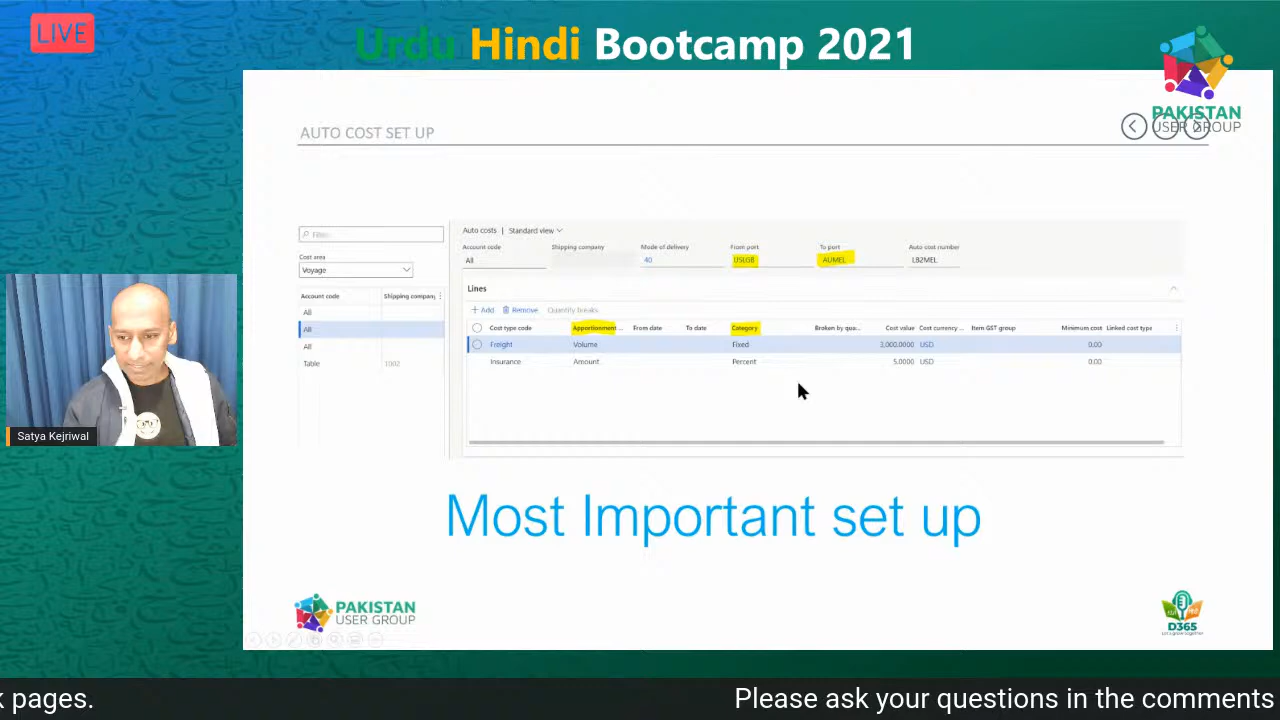 LIVE
Urdu Hindi Bootcamp 2021
PAKISTAN
USER GROUP
AUTO COST SET UP
Filter
Auto costs | Standard view
Cost area
Voyage
Account code Shipping company Mode of delivery From port To port Auto cost number
All 40 USLGB AUMEL LB2MEL
Account code Shipping company
All
All
All
Table 1002
Lines
+ Add Remove Quantity breaks
Cost type code Apportionment ... From date To date Category Broken by qua... Cost value Cost currency... Item GST group Minimum cost Linked cost type
Freight Volume Fixed 3,000.0000 USD 0.00
Insurance Amount Percent 5.0000 USD 0.00
Satya Kejriwal
Most Important set up
PAKISTAN
USER GROUP
D365
pages.
Please ask your questions in the comments